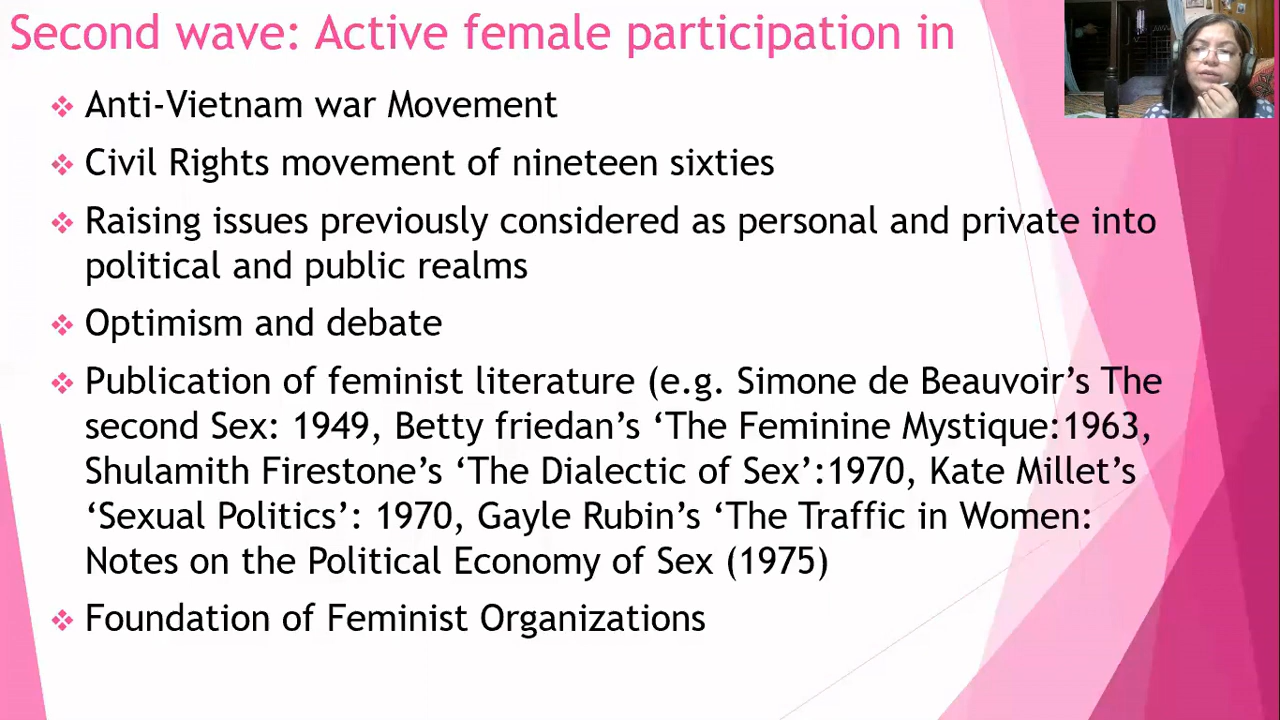 Second wave: Active female participation in
Anti-Vietnam war Movement
Civil Rights movement of nineteen sixties
Raising issues previously considered as personal and private into
political and public realms
Optimism and debate
Publication of feminist literature (e.g. Simone de Beauvoir’s The
second Sex: 1949, Betty friedan’s ‘The Feminine Mystique:1963,
Shulamith Firestone’s ‘The Dialectic of Sex’:1970, Kate Millet’s
‘Sexual Politics’: 1970, Gayle Rubin’s ‘The Traffic in Women:
Notes on the Political Economy of Sex (1975)
Foundation of Feminist Organizations